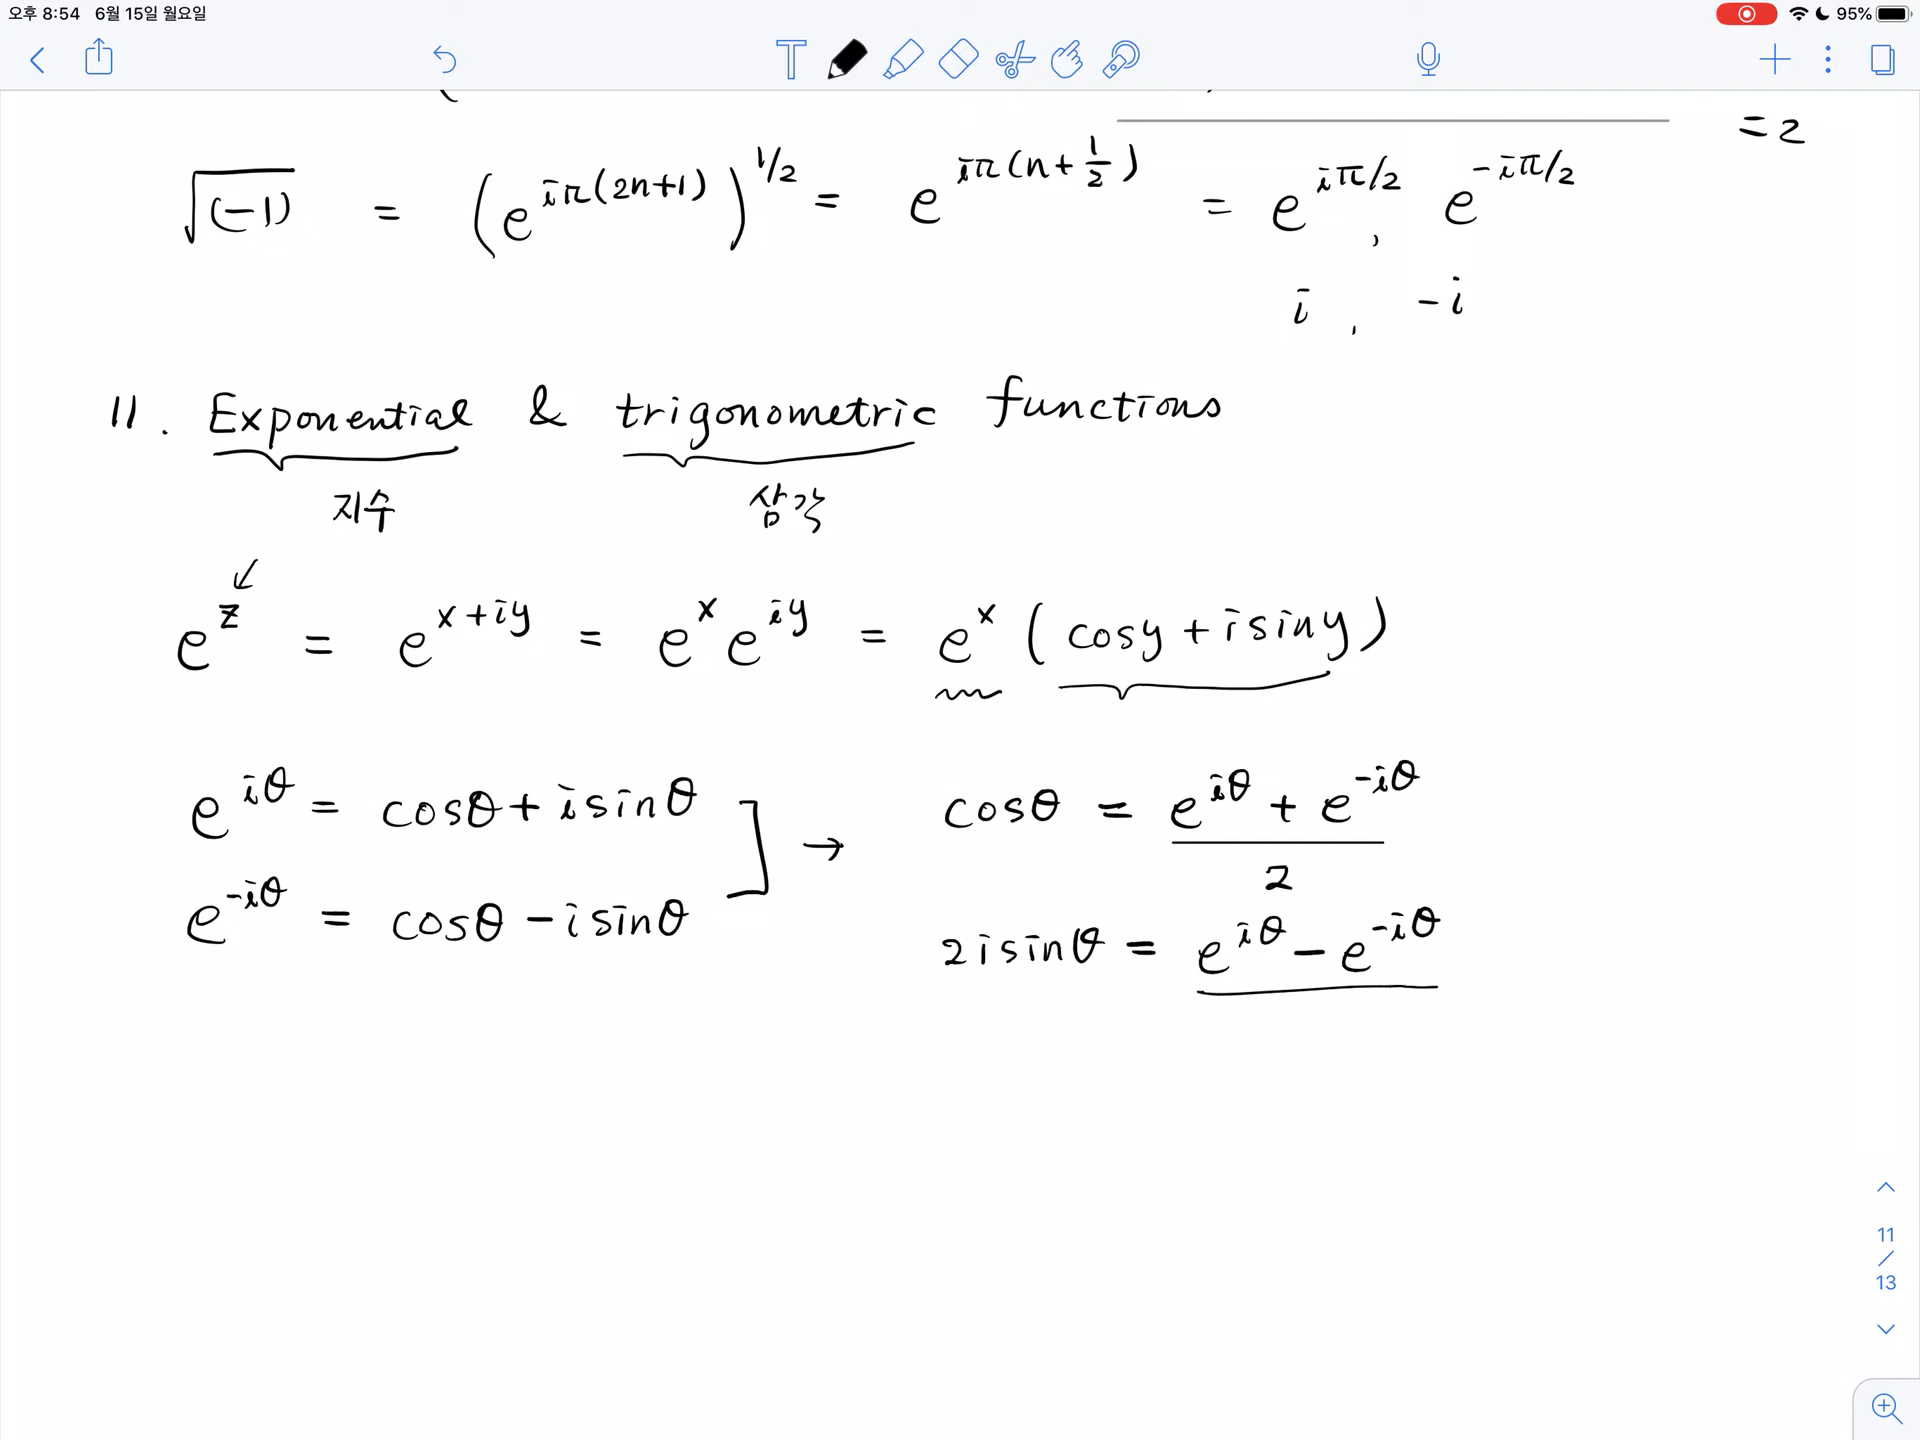 오후 8:54 6월 15일 월요일 95%
= 2
√(-1) = (e^{iπ(2n+1)})^{1/2} = e^{iπ(n+1/2)} = e^{iπ/2}, e^{-iπ/2}
i , -i
11. Exponential & trigonometric functions
지수 삼각
e^z = e^{x+iy} = e^x e^{iy} = e^x (cosy + isiny)
e^{iθ} = cosθ + isinθ ] → cosθ = (e^{iθ} + e^{-iθ})/2
e^{-iθ} = cosθ - isinθ
2isinθ = e^{iθ} - e^{-iθ}
11
/
13